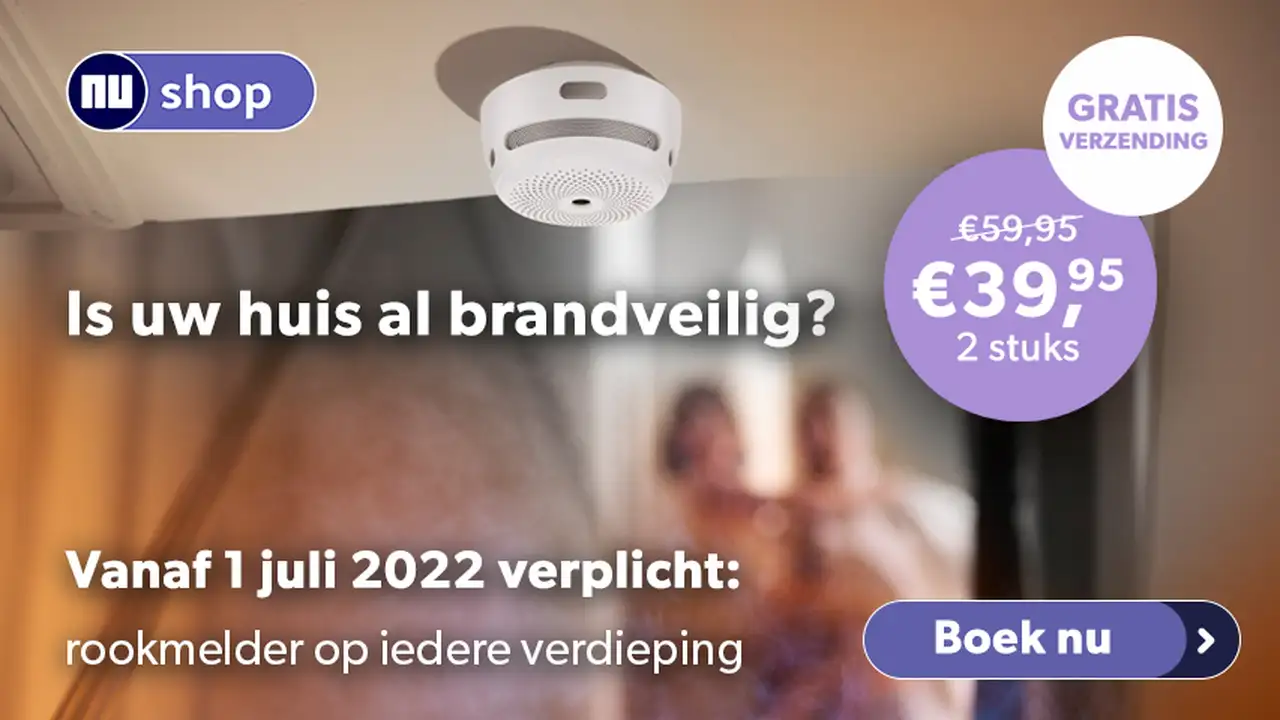 nu shop
GRATIS
VERZENDING
€59,95
€39,95
2 stuks
Is uw huis al brandveilig?
Vanaf 1 juli 2022 verplicht:
rookmelder op iedere verdieping
Boek nu